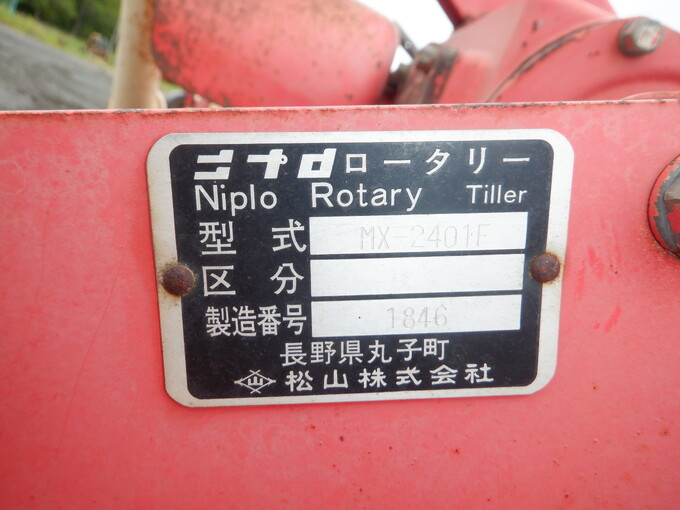 ニプロロータリー
Niplo Rotary Tiller
型式 MX-2401F
区分
製造番号 1846
長野県丸子町
松山株式会社